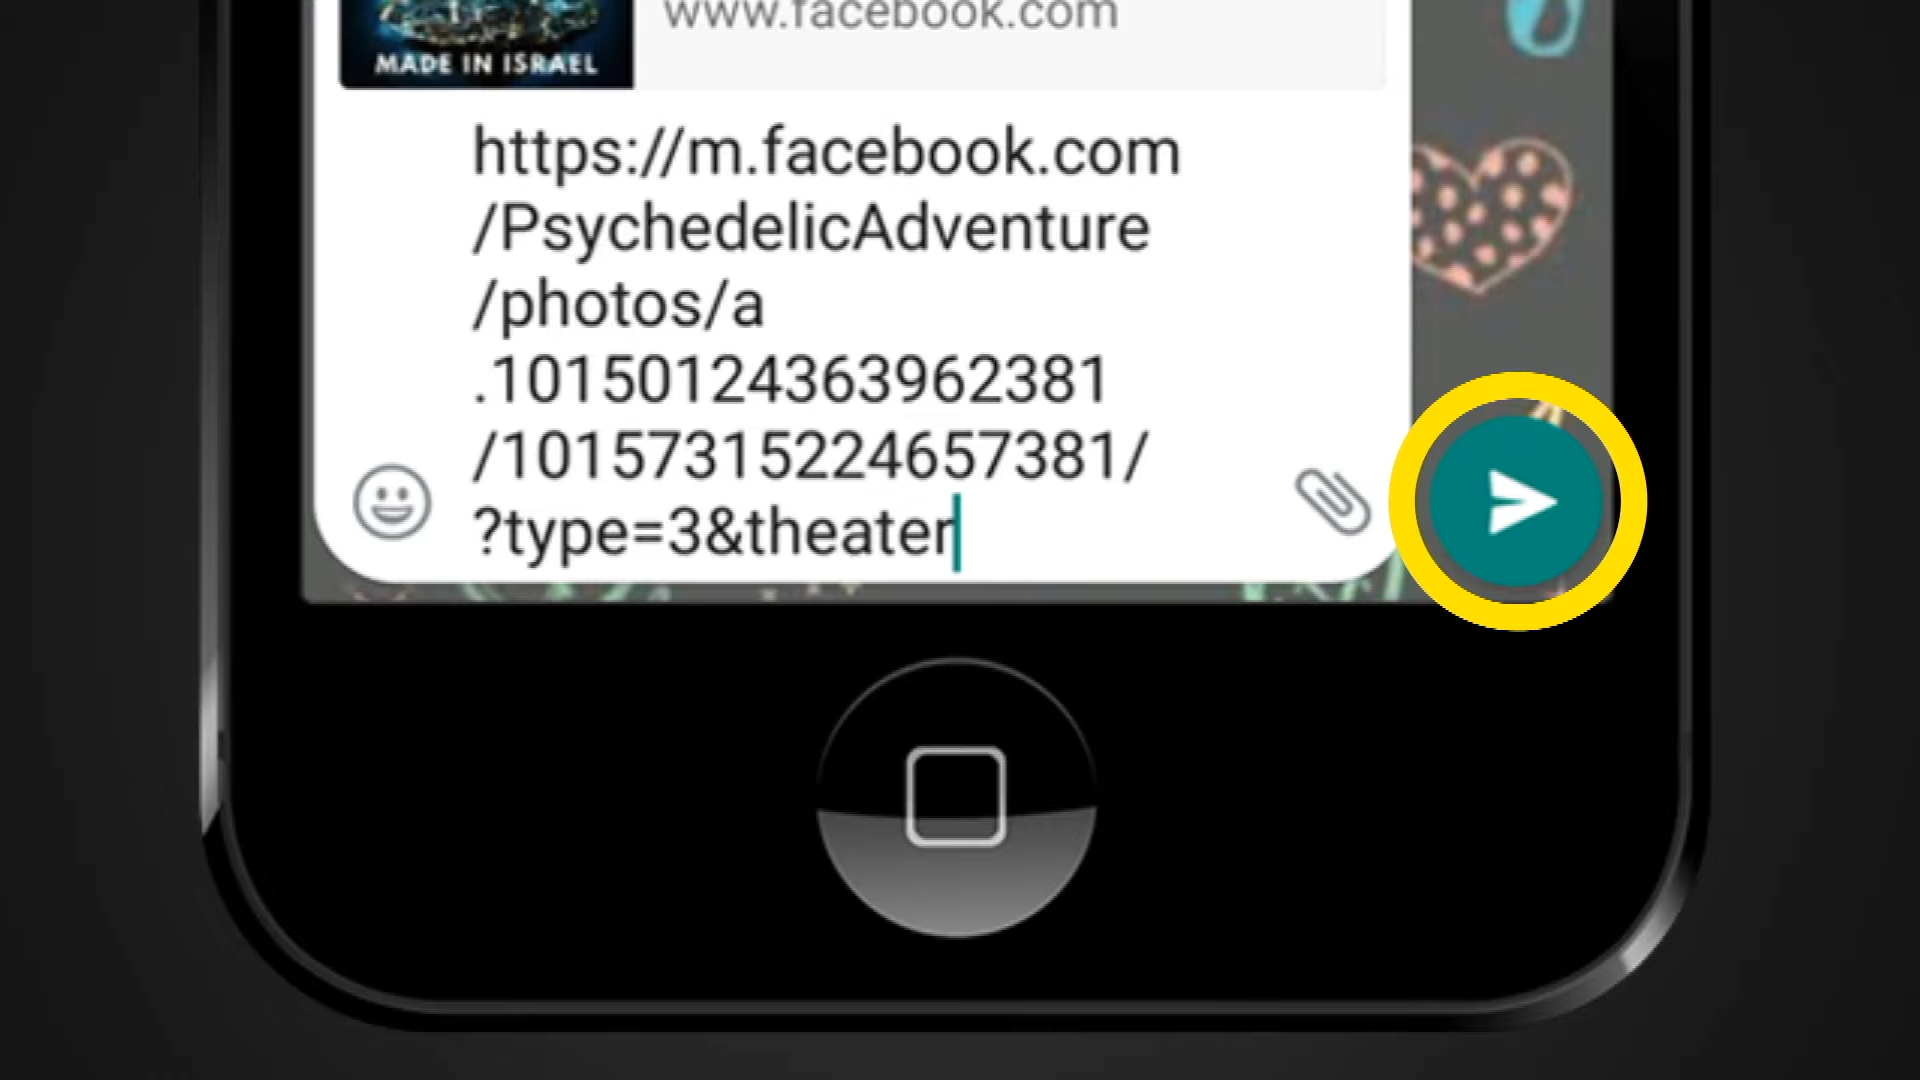 www.facebook.com
MADE IN ISRAEL
https://m.facebook.com
/PsychedelicAdventure
/photos/a
.10150124363962381
/10157315224657381/
?type=3&theater